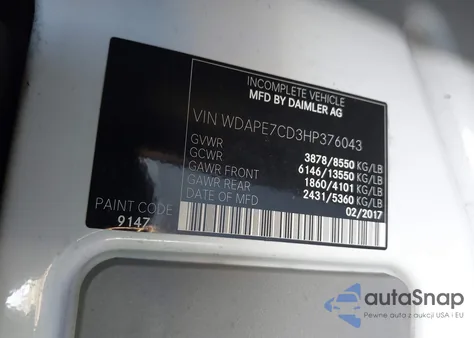 INCOMPLETE VEHICLE
MFD BY DAIMLER AG
VIN WDAPE7CD3HP376043
GVWR 3878/8550 KG/LB
GCWR 6146/13550 KG/LB
GAWR FRONT 1860/4101 KG/LB
GAWR REAR 2431/5360 KG/LB
DATE OF MFD 02/2017
PAINT CODE
9147
autoSnap
Pewne auta z aukcji USA i EU